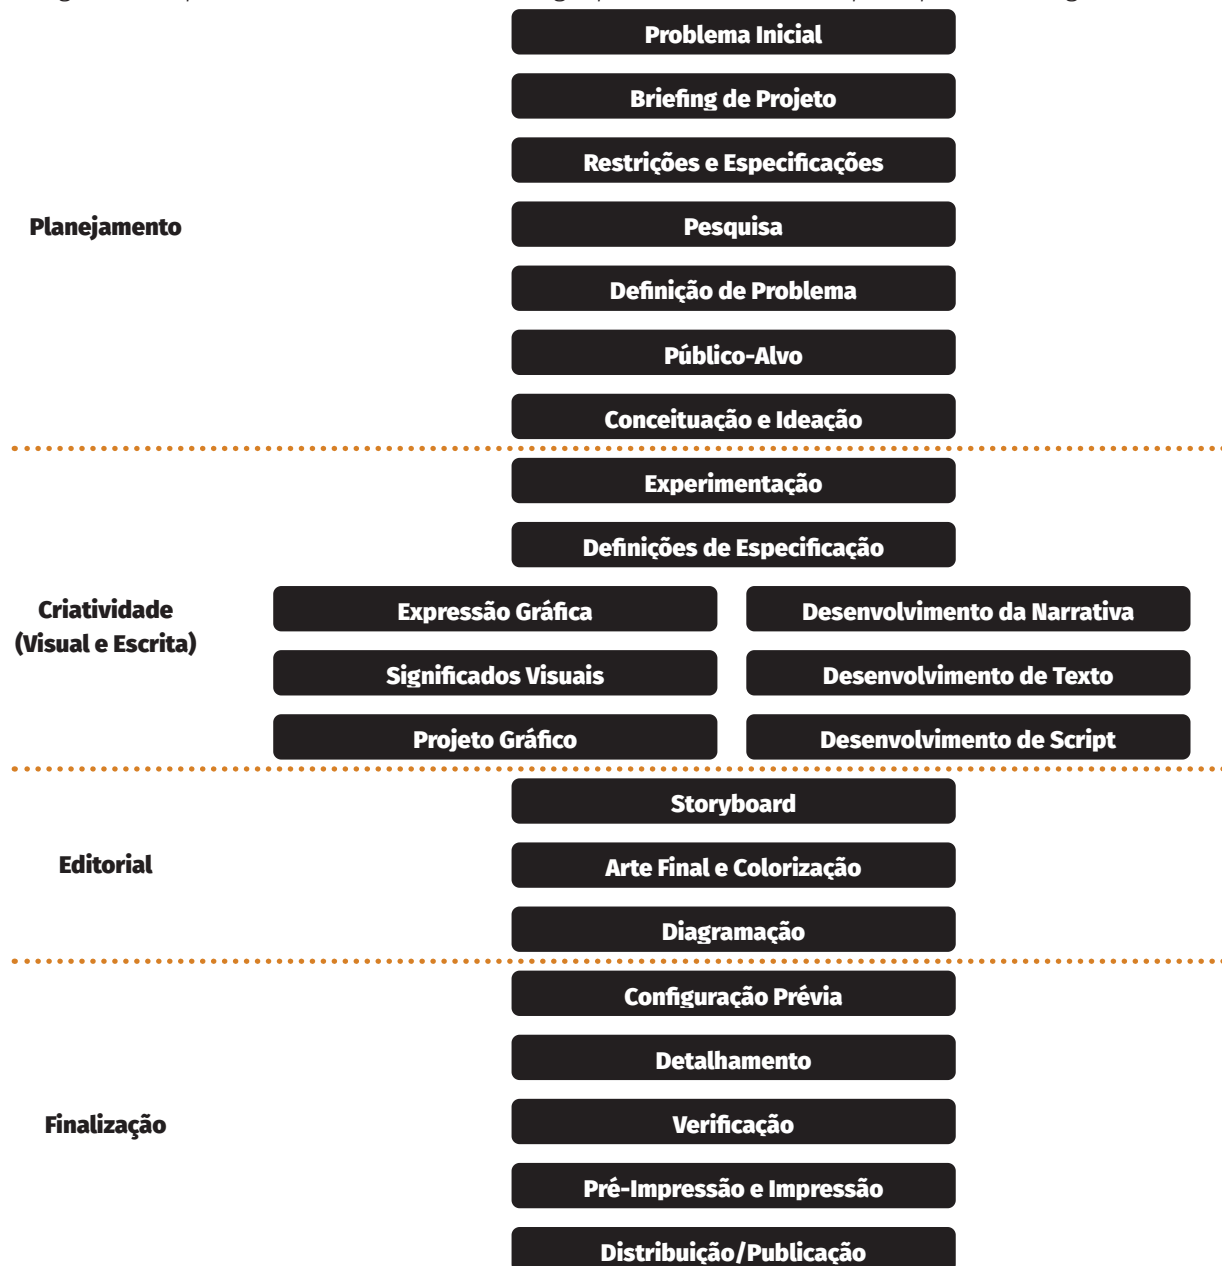 Problema Inicial
Briefing de Projeto
Restrições e Especificações
Planejamento
Pesquisa
Definição de Problema
Público-Alvo
Conceituação e Ideação
Experimentação
Definições de Especificação
Criatividade
(Visual e Escrita)
Expressão Gráfica
Desenvolvimento da Narrativa
Significados Visuais
Desenvolvimento de Texto
Projeto Gráfico
Desenvolvimento de Script
Storyboard
Editorial
Arte Final e Colorização
Diagramação
Configuração Prévia
Detalhamento
Finalização
Verificação
Pré-Impressão e Impressão
Distribuição/Publicação